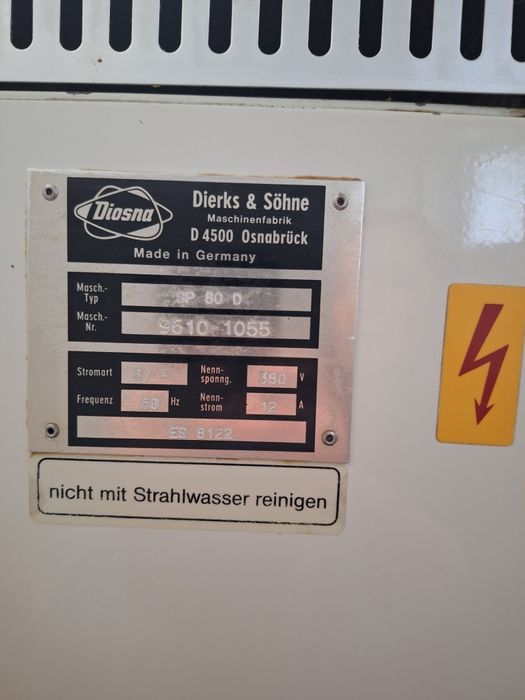 Diosna
Dierks & Söhne
Maschinenfabrik
D 4500 Osnabrück
Made in Germany
Masch.-Typ SP 80 D
Masch.-Nr. 9610 1055
Stromart 3/ Nenn-spanng. 380 V
Frequenz 50 Hz Nenn-strom 12 A
ES 8122
nicht mit Strahlwasser reinigen